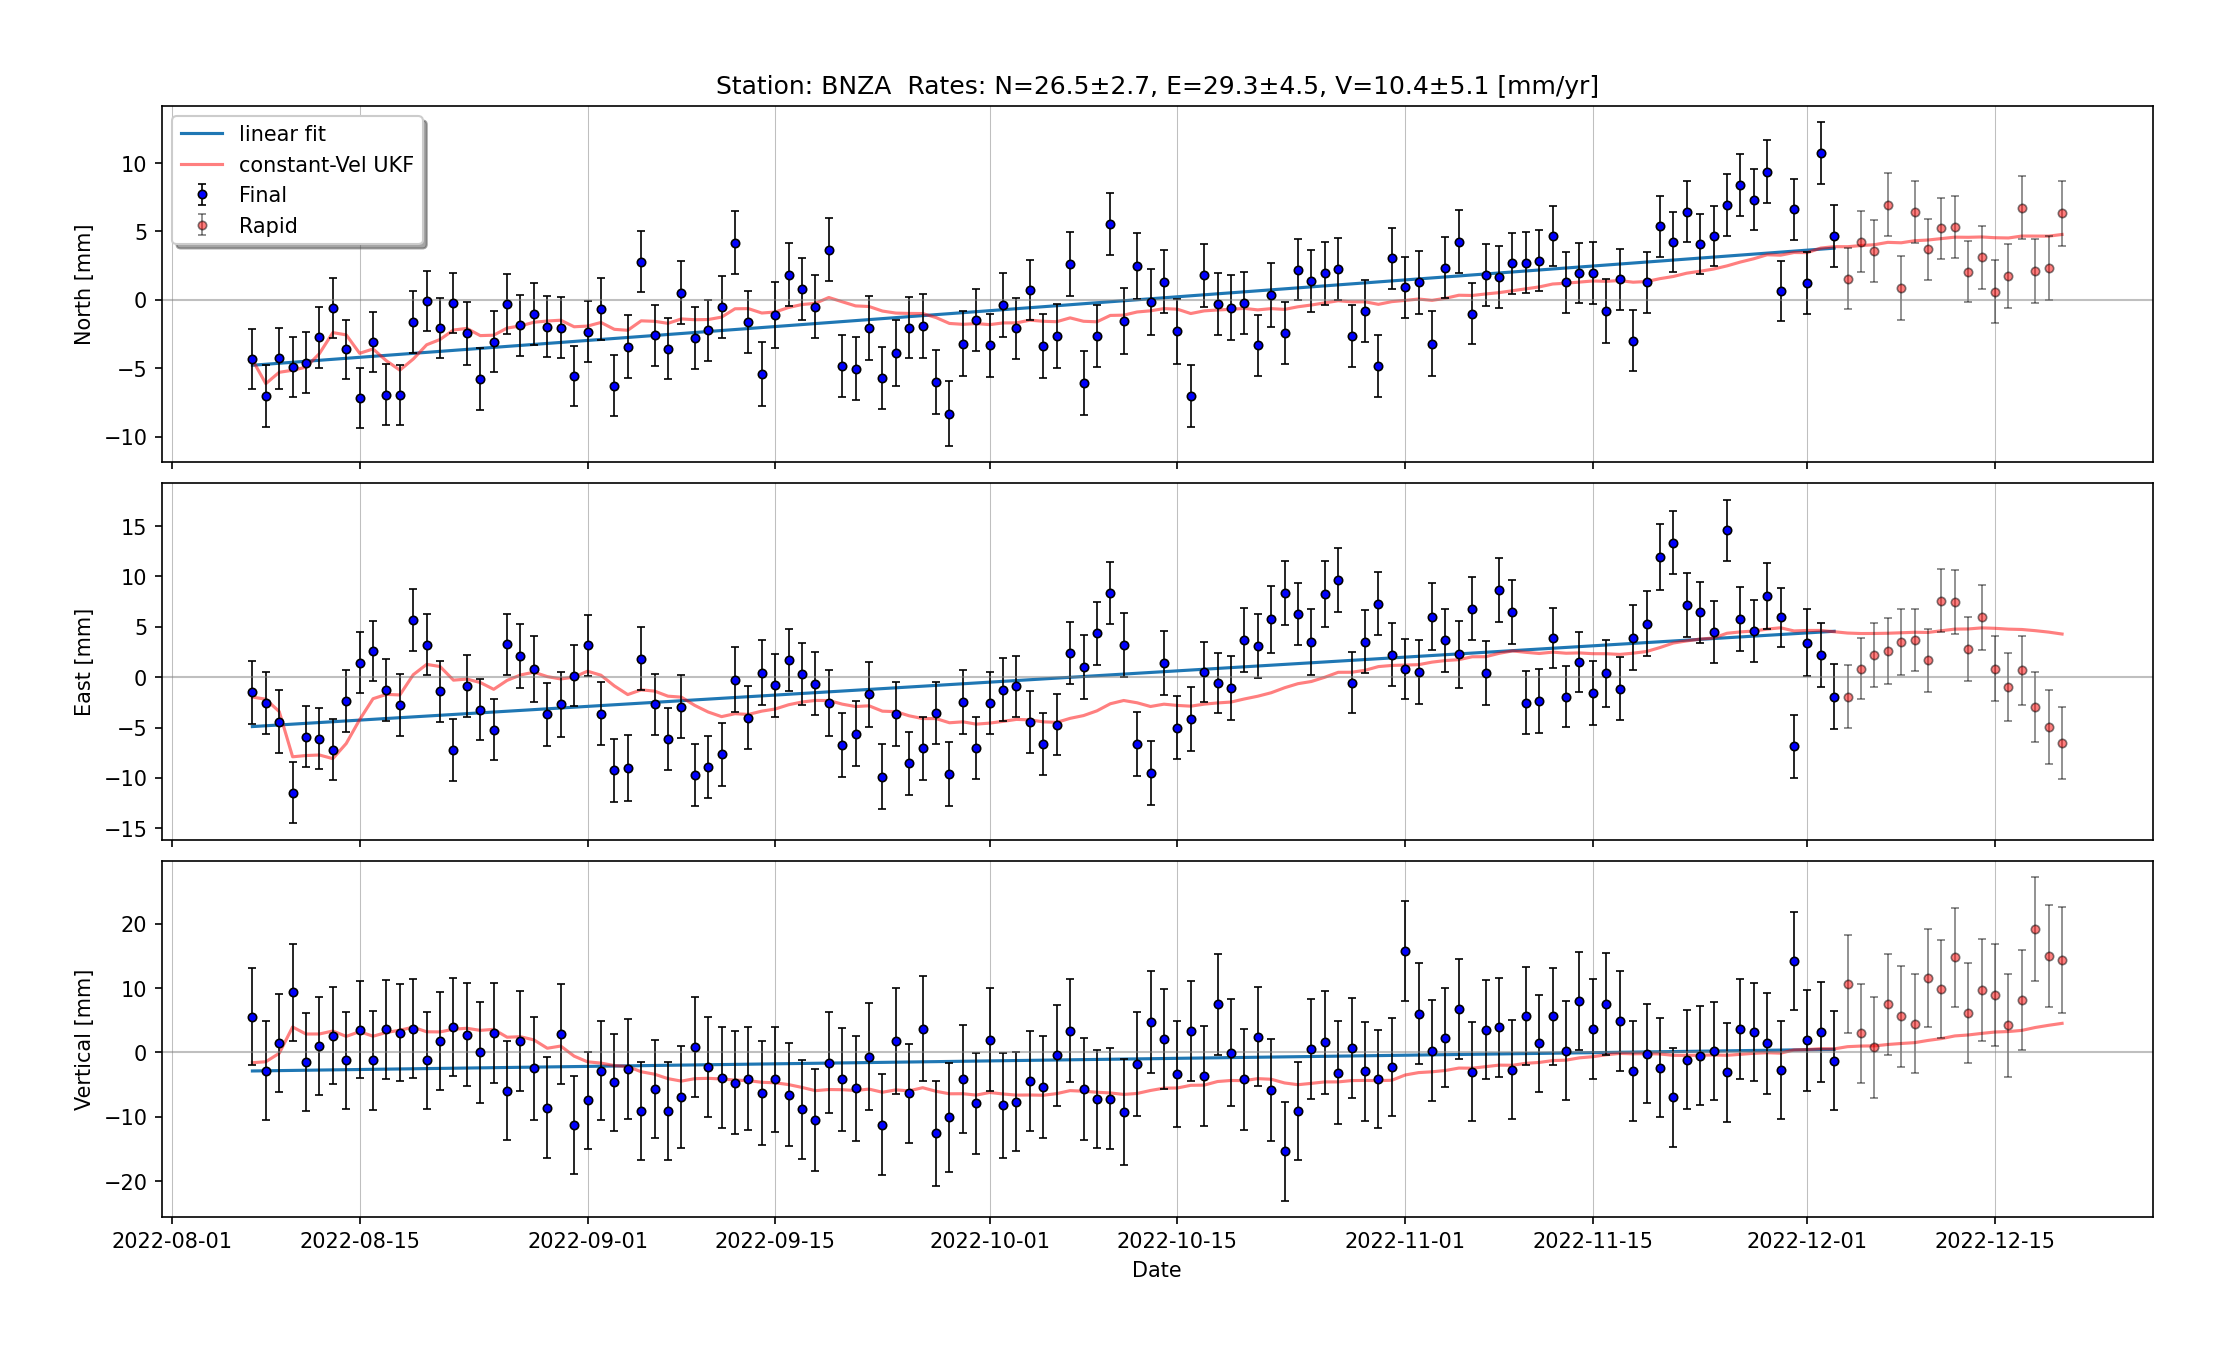 Station: BNZA  Rates: N=26.5±2.7, E=29.3±4.5, V=10.4±5.1 [mm/yr]
linear fit
constant-Vel UKF
Final
Rapid
North [mm]
10
5
0
−5
−10
East [mm]
15
10
5
0
−5
−10
−15
Vertical [mm]
20
10
0
−10
−20
2022-08-01 2022-08-15 2022-09-01 2022-09-15 2022-10-01 2022-10-15 2022-11-01 2022-11-15 2022-12-01 2022-12-15
Date